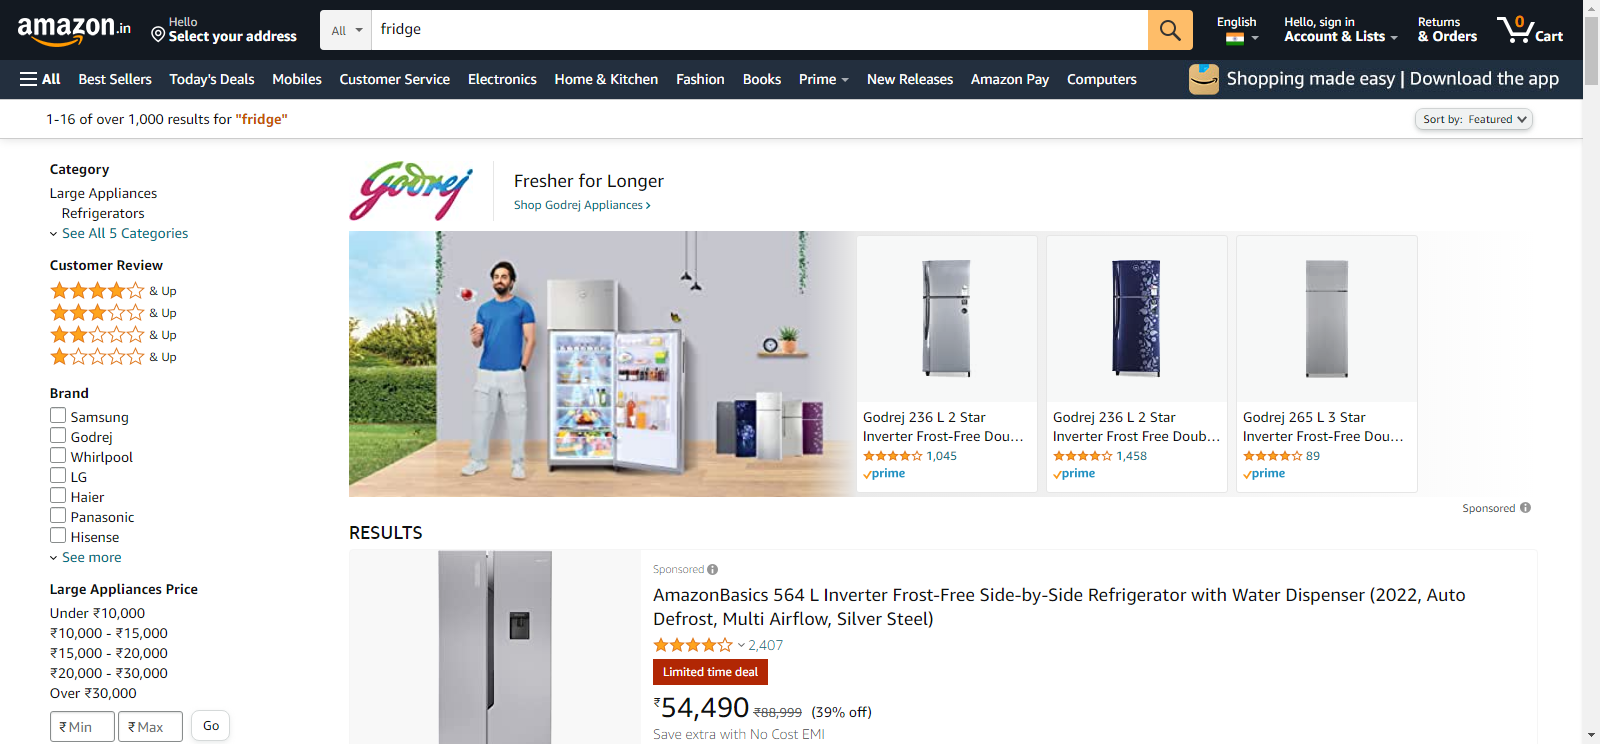 amazon.in
Hello
Select your address
All
fridge
English
Hello, sign in
Account & Lists
Returns
& Orders
0
Cart
All
Best Sellers
Today's Deals
Mobiles
Customer Service
Electronics
Home & Kitchen
Fashion
Books
Prime
New Releases
Amazon Pay
Computers
Shopping made easy | Download the app
1-16 of over 1,000 results for "fridge"
Sort by: Featured
Category
Large Appliances
Refrigerators
See All 5 Categories
Customer Review
& Up
& Up
& Up
& Up
Brand
Samsung
Godrej
Whirlpool
LG
Haier
Panasonic
Hisense
See more
Large Appliances Price
Under ₹10,000
₹10,000 - ₹15,000
₹15,000 - ₹20,000
₹20,000 - ₹30,000
Over ₹30,000
₹ Min
₹ Max
Go
Godrej
Fresher for Longer
Shop Godrej Appliances ›
Godrej 236 L 2 Star
Inverter Frost-Free Dou…
1,045
prime
Godrej 236 L 2 Star
Inverter Frost Free Doub…
1,458
prime
Godrej 265 L 3 Star
Inverter Frost-Free Dou…
89
prime
Sponsored
RESULTS
Sponsored
AmazonBasics 564 L Inverter Frost-Free Side-by-Side Refrigerator with Water Dispenser (2022, Auto
Defrost, Multi Airflow, Silver Steel)
2,407
Limited time deal
₹54,490 ₹88,999 (39% off)
Save extra with No Cost EMI